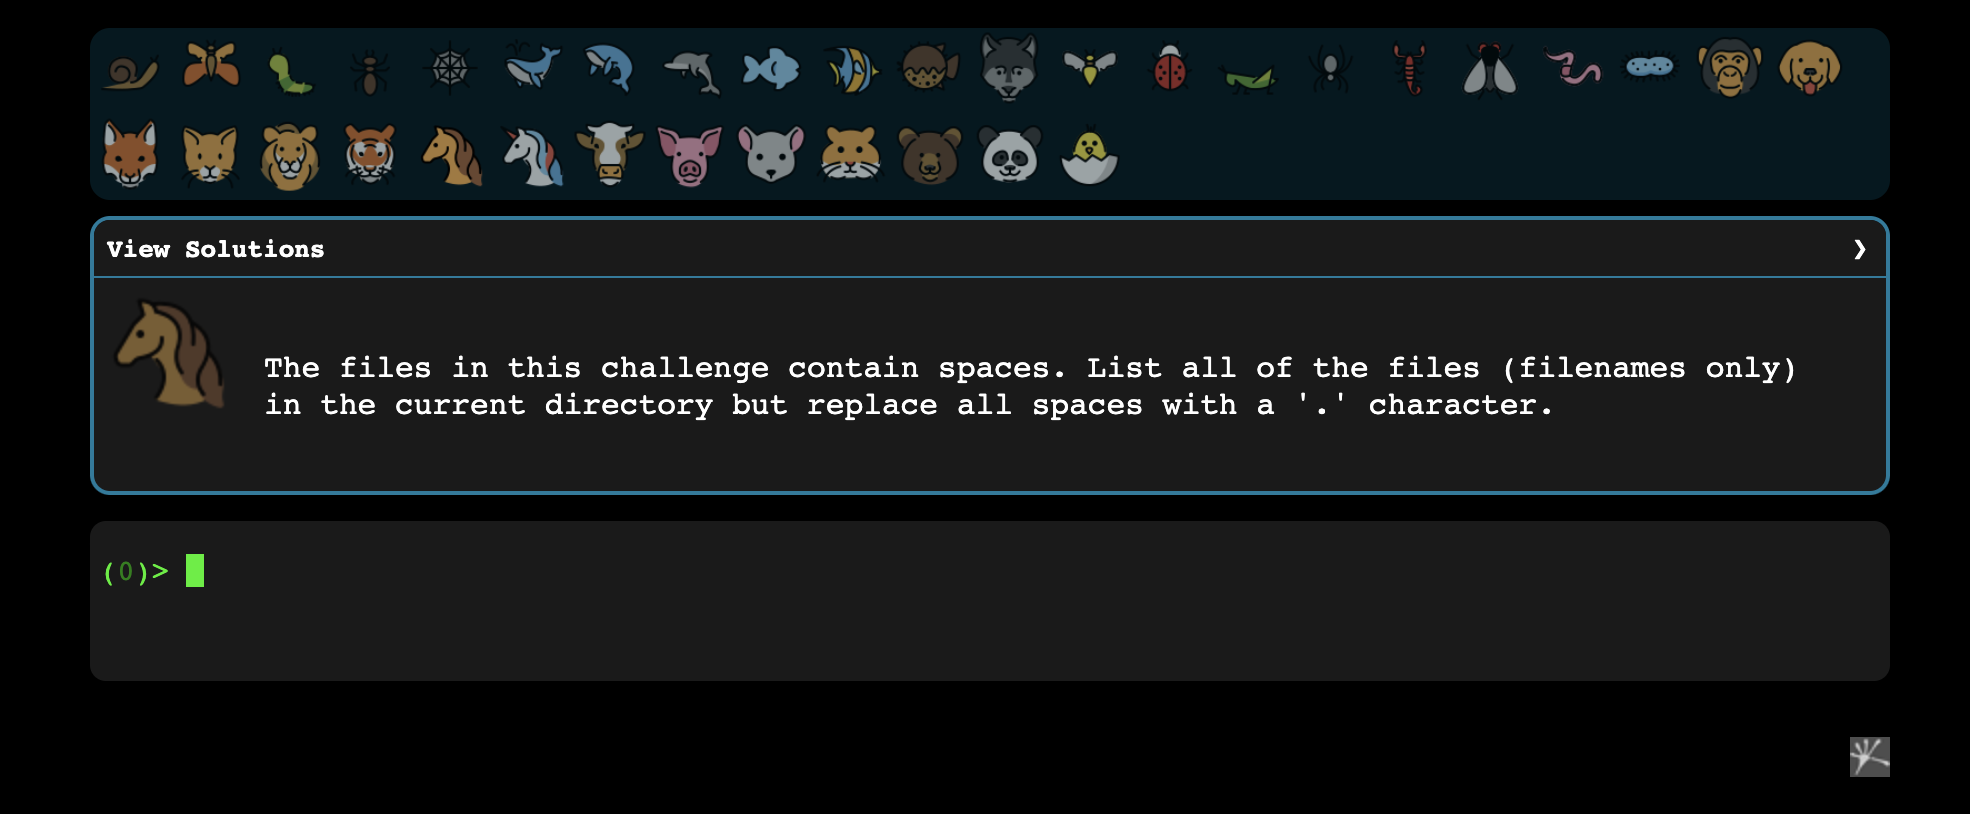 View Solutions ❯
The files in this challenge contain spaces. List all of the files (filenames only)
in the current directory but replace all spaces with a '.' character.
(0)>